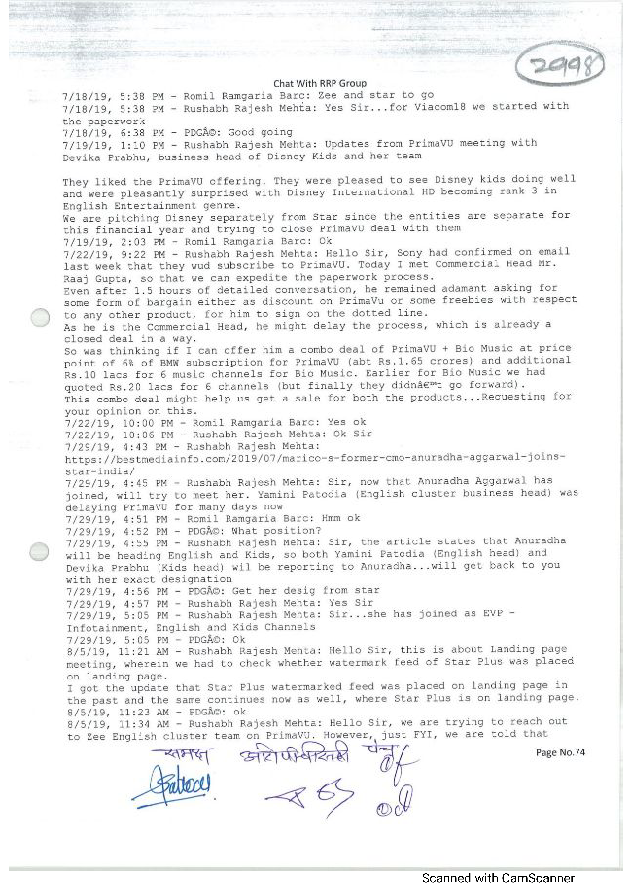 2998
Chat With RRP Group
7/18/19, 5:38 PM - Romil Ramgaria Barc: Zee and star to go
7/18/19, 5:38 PM - Rushabh Rajesh Mehta: Yes Sir...for Viacom18 we started with
the paperwork
7/18/19, 6:38 PM - PDGÃ©: Good going
7/19/19, 1:10 PM - Rushabh Rajesh Mehta: Updates from PrimaVU meeting with
Devika Prabhu, business head of Disney Kids and her team
They liked the PrimaVU offering. They were pleased to see Disney kids doing well
and were pleasantly surprised with Disney International HD becoming rank 3 in
English Entertainment genre.
We are pitching Disney separately from Star since the entities are separate for
this financial year and trying to close PrimaVU deal with them
7/19/19, 2:03 PM - Romil Ramgaria Barc: Ok
7/22/19, 9:22 PM - Rushabh Rajesh Mehta: Hello Sir, Sony had confirmed on email
last week that they wud subscribe to PrimaVU. Today I met Commercial Head Mr.
Raaj Gupta, so that we can expedite the paperwork process.
Even after 1.5 hours of detailed conversation, he remained adamant asking for
some form of bargain either as discount on PrimaVu or some freebies with respect
to any other product, for him to sign on the dotted line.
As he is the Commercial Head, he might delay the process, which is already a
closed deal in a way.
So was thinking if I can offer him a combo deal of PrimaVU + Bio Music at price
point of 6% of BMW subscription for PrimaVU (abt Rs.1.65 crores) and additional
Rs.10 lacs for 6 music channels for Bio Music. Earlier for Bio Music we had
quoted Rs.20 lacs for 6 channels (but finally they didnâ€™t go forward).
This combo deal might help us get a sale for both the products...Requesting for
your opinion on this.
7/22/19, 10:00 PM - Romil Ramgaria Barc: Yes ok
7/22/19, 10:06 PM - Rushabh Rajesh Mehta: Ok Sir
7/29/19, 4:43 PM - Rushabh Rajesh Mehta:
https://bestmediainfo.com/2019/07/marico-s-former-cmo-anuradha-aggarwal-joins-
star-india/
7/29/19, 4:45 PM - Rushabh Rajesh Mehta: Sir, now that Anuradha Aggarwal has
joined, will try to meet her. Yamini Patodia (English cluster business head) was
delaying PrimaVU for many days now
7/29/19, 4:51 PM - Romil Ramgaria Barc: Hmm ok
7/29/19, 4:52 PM - PDGÃ©: What position?
7/29/19, 4:55 PM - Rushabh Rajesh Mehta: Sir, the article states that Anuradha
will be heading English and Kids, so both Yamini Patodia (English head) and
Devika Prabhu (Kids head) wil be reporting to Anuradha...will get back to you
with her exact designation
7/29/19, 4:56 PM - PDGÃ©: Get her desig from star
7/29/19, 4:57 PM - Rushabh Rajesh Mehta: Yes Sir
7/29/19, 5:05 PM - Rushabh Rajesh Mehta: Sir...she has joined as EVP -
Infotainment, English and Kids Channels
7/29/19, 5:05 PM - PDGÃ©: Ok
8/5/19, 11:21 AM - Rushabh Rajesh Mehta: Hello Sir, this is about Landing page
meeting, wherein we had to check whether watermark feed of Star Plus was placed
on landing page.
I got the update that Star Plus watermarked feed was placed on landing page in
the past and the same continues now as well, where Star Plus is on landing page.
8/5/19, 11:23 AM - PDGÃ©: ok
8/5/19, 11:34 AM - Rushabh Rajesh Mehta: Hello Sir, we are trying to reach out
to Zee English cluster team on PrimaVU. However, just FYI, we are told that
समक्ष
पंच
Page No.74
Scanned with CamScanner